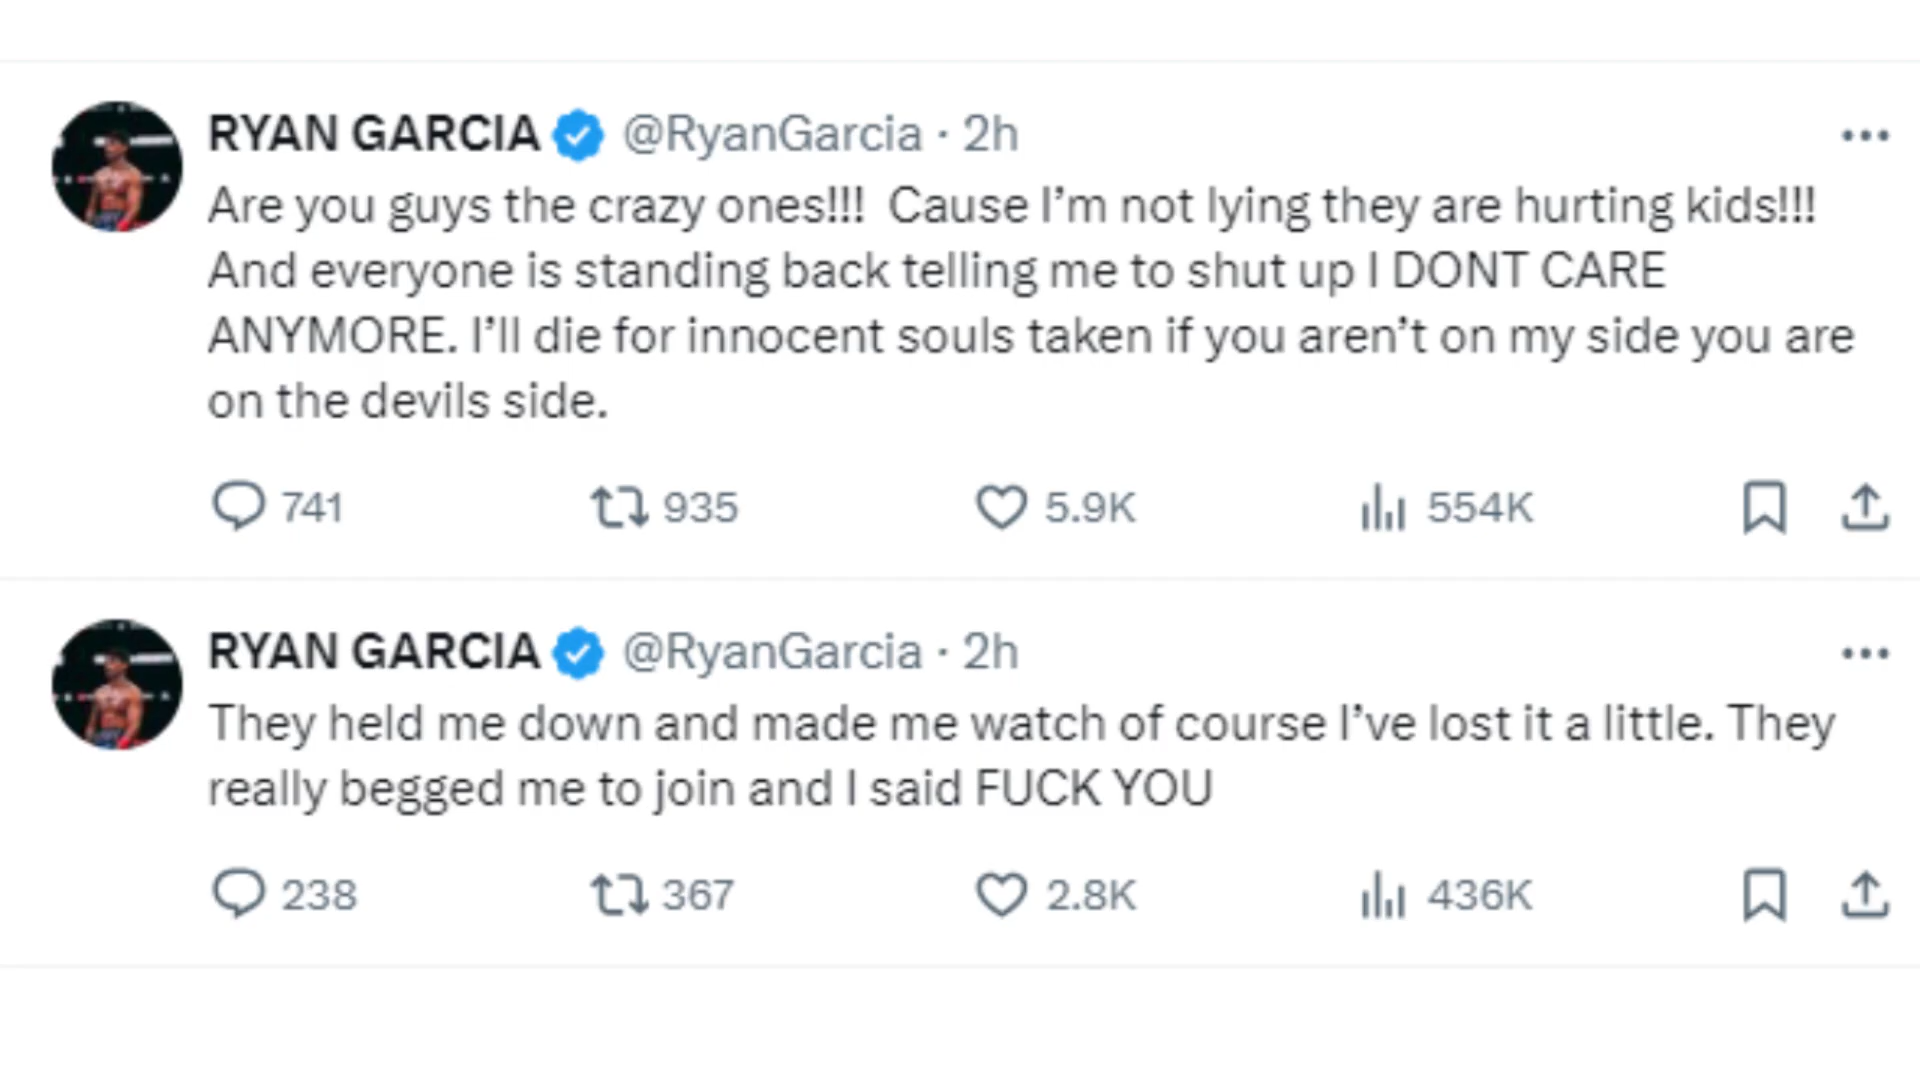 RYAN GARCIA @RyanGarcia · 2h
Are you guys the crazy ones!!!  Cause I’m not lying they are hurting kids!!!
And everyone is standing back telling me to shut up I DONT CARE
ANYMORE. I’ll die for innocent souls taken if you aren’t on my side you are
on the devils side.
741 935 5.9K 554K
RYAN GARCIA @RyanGarcia · 2h
They held me down and made me watch of course I’ve lost it a little. They
really begged me to join and I said FUCK YOU
238 367 2.8K 436K